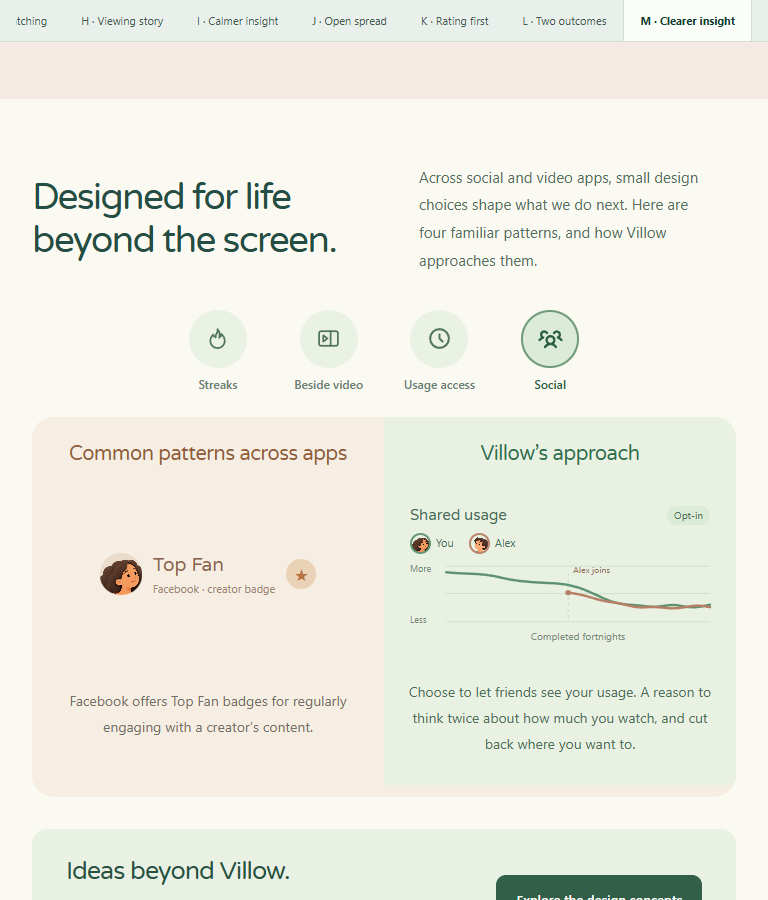 H · Viewing story
I · Calmer insight
J · Open spread
K · Rating first
L · Two outcomes
M · Clearer insight
Designed for life
beyond the screen.
Across social and video apps, small design
choices shape what we do next. Here are
four familiar patterns, and how Villow
approaches them.
Streaks
Beside video
Usage access
Social
Common patterns across apps
Top Fan
Facebook · creator badge
Facebook offers Top Fan badges for regularly
engaging with a creator’s content.
Villow’s approach
Shared usage
Opt-in
You
Alex
More
Alex joins
Less
Completed fortnights
Choose to let friends see your usage. A reason to
think twice about how much you watch, and cut
back where you want to.
Ideas beyond Villow.
Explore the design concepts